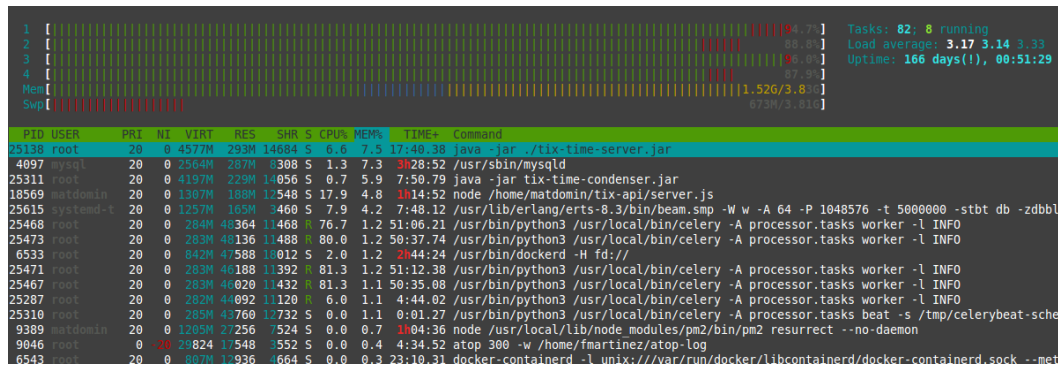 1 [94.7%] Tasks: 82; 8 running
2 [88.8%] Load average: 3.17 3.14 3.33
3 [96.0%] Uptime: 166 days(!), 00:51:29
4 [87.9%]
Mem[1.52G/3.83G]
Swp[673M/3.81G]
PID USER PRI NI VIRT RES SHR S CPU% MEM% TIME+ Command
25138 root 20 0 4577M 293M 14684 S 6.6 7.5 17:40.38 java -jar ./tix-time-server.jar
4097 mysql 20 0 2564M 287M 8308 S 1.3 7.3 3h28:52 /usr/sbin/mysqld
25311 root 20 0 4197M 229M 14056 S 0.7 5.9 7:50.79 java -jar tix-time-condenser.jar
18569 matdomin 20 0 1307M 188M 12548 S 17.9 4.8 1h14:52 node /home/matdomin/tix-api/server.js
25615 systemd-t 20 0 1257M 165M 3460 S 7.9 4.2 7:48.12 /usr/lib/erlang/erts-8.3/bin/beam.smp -W w -A 64 -P 1048576 -t 5000000 -stbt db -zdbbl
25468 root 20 0 284M 48364 11468 R 76.7 1.2 51:06.21 /usr/bin/python3 /usr/local/bin/celery -A processor.tasks worker -l INFO
25473 root 20 0 283M 48136 11488 R 80.0 1.2 50:37.74 /usr/bin/python3 /usr/local/bin/celery -A processor.tasks worker -l INFO
6533 root 20 0 842M 47588 18012 S 2.0 1.2 2h44:24 /usr/bin/dockerd -H fd://
25471 root 20 0 283M 46188 11392 R 81.3 1.2 51:12.38 /usr/bin/python3 /usr/local/bin/celery -A processor.tasks worker -l INFO
25467 root 20 0 283M 46020 11432 R 81.3 1.1 50:35.08 /usr/bin/python3 /usr/local/bin/celery -A processor.tasks worker -l INFO
25287 root 20 0 282M 44092 11120 R 6.0 1.1 4:44.02 /usr/bin/python3 /usr/local/bin/celery -A processor.tasks worker -l INFO
25310 root 20 0 285M 43760 12732 S 0.0 1.1 0:01.27 /usr/bin/python3 /usr/local/bin/celery -A processor.tasks beat -s /tmp/celerybeat-sche
9389 matdomin 20 0 1205M 27256 7524 S 0.0 0.7 1h04:36 node /usr/local/lib/node_modules/pm2/bin/pm2 resurrect --no-daemon
9046 root 0 -20 29824 17548 3552 S 0.0 0.4 4:34.52 atop 300 -w /home/fmartinez/atop-log
6543 root 20 0 807M 12936 4664 S 0.0 0.3 23:10.31 docker-containerd -l unix:///var/run/docker/libcontainerd/docker-containerd.sock --met